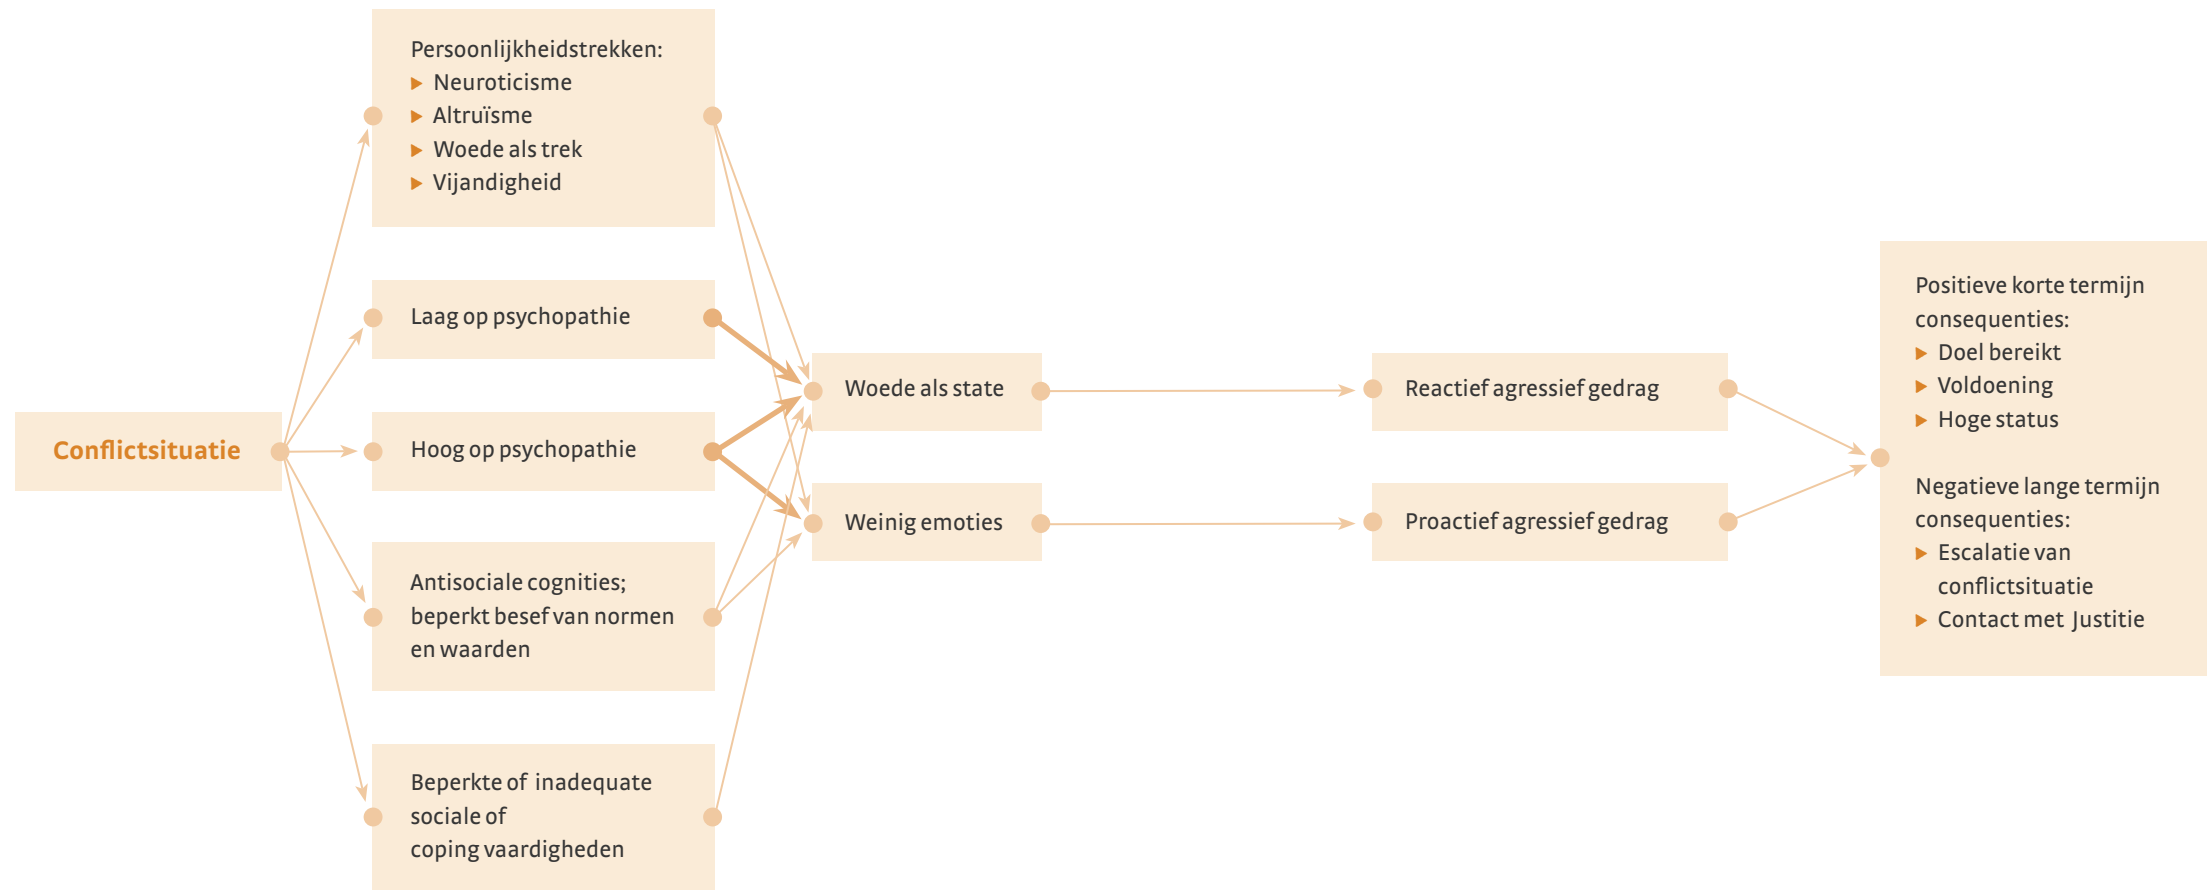 Conflictsituatie
Persoonlijkheidstrekken:
▶ Neuroticisme
▶ Altruïsme
▶ Woede als trek
▶ Vijandigheid
Laag op psychopathie
Hoog op psychopathie
Antisociale cognities;
beperkt besef van normen
en waarden
Beperkte of inadequate
sociale of
coping vaardigheden
Woede als state
Weinig emoties
Reactief agressief gedrag
Proactief agressief gedrag
Positieve korte termijn
consequenties:
▶ Doel bereikt
▶ Voldoening
▶ Hoge status
Negatieve lange termijn
consequenties:
▶ Escalatie van
conflictsituatie
▶ Contact met Justitie